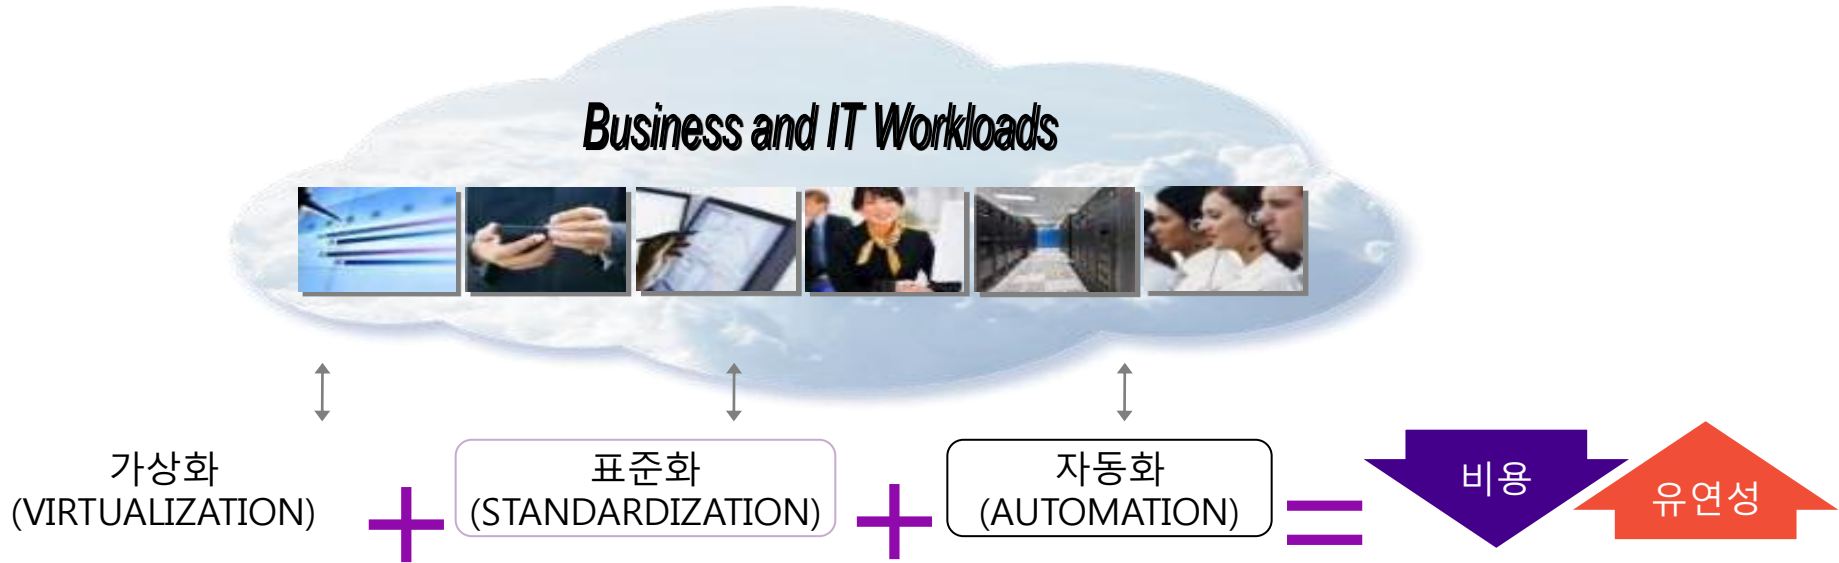 Business and IT Workloads
가상화
(VIRTUALIZATION)
+
표준화
(STANDARDIZATION)
+
자동화
(AUTOMATION)
=
비용
유연성